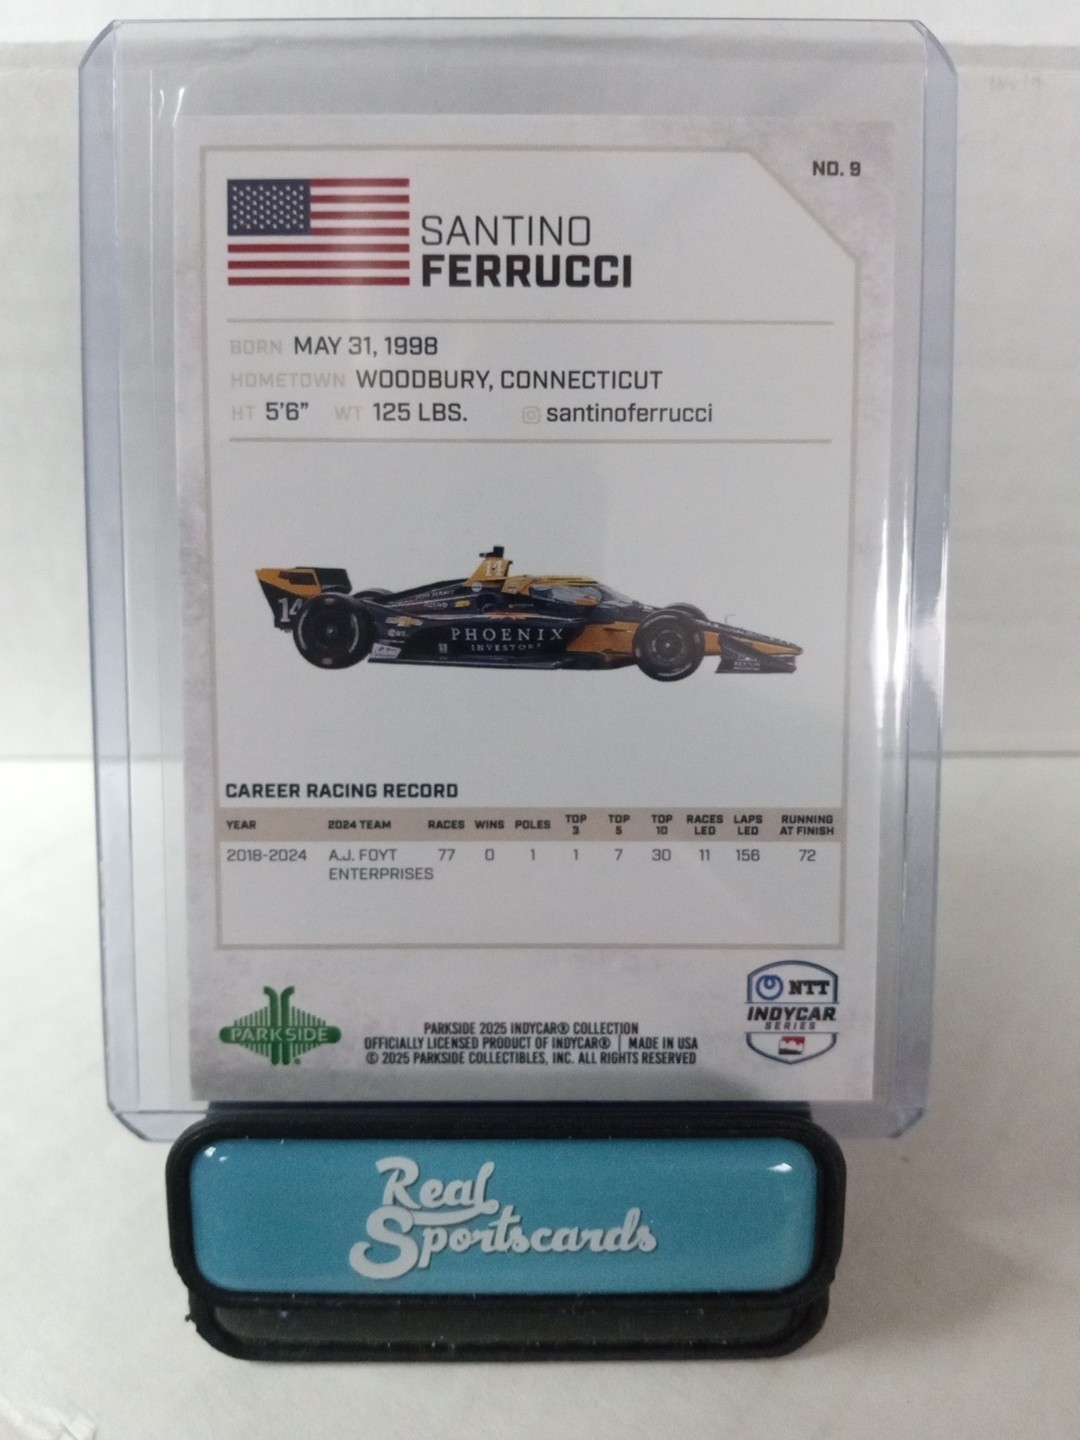 NO. 9
SANTINO
FERRUCCI
BORN MAY 31, 1998
HOMETOWN WOODBURY, CONNECTICUT
HT 5'6" WT 125 LBS. santinoferrucci
14
14
PHOENIX
INVESTORS
CAREER RACING RECORD
YEAR 2024 TEAM RACES WINS POLES TOP 3 TOP 5 TOP 10 RACES LED LAPS LED RUNNING AT FINISH
2018-2024 A.J. FOYT ENTERPRISES 77 0 1 1 7 30 11 156 72
PARKSIDE
PARKSIDE 2025 INDYCAR® COLLECTION
OFFICIALLY LICENSED PRODUCT OF INDYCAR® | MADE IN USA
© 2025 PARKSIDE COLLECTIBLES, INC. ALL RIGHTS RESERVED
NTT
INDYCAR
SERIES
Real
Sportscards